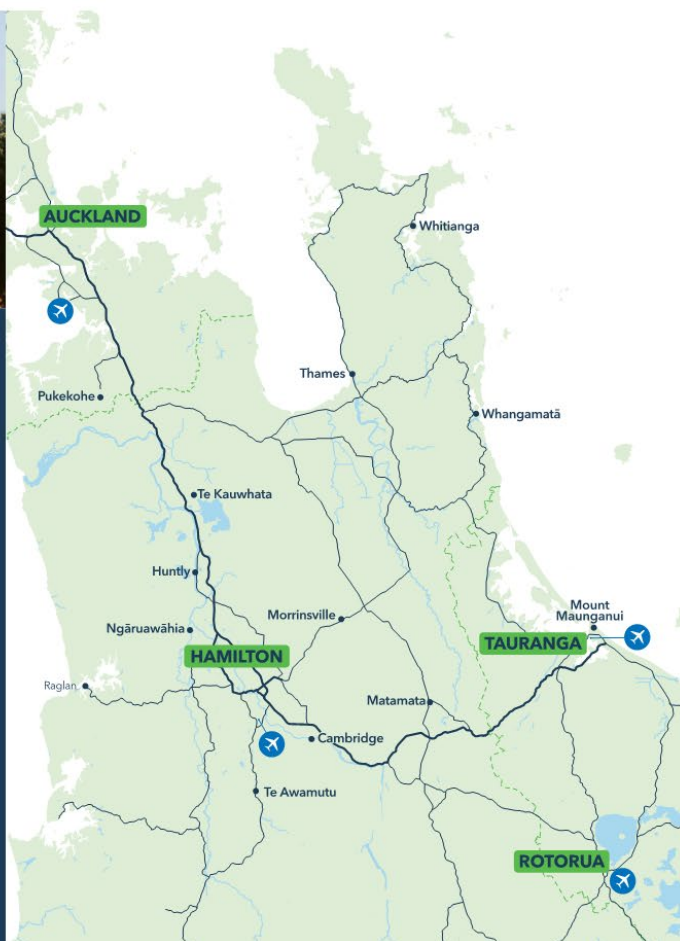 AUCKLAND
Whitianga
Thames
Pukekohe
Whangamatā
Te Kauwhata
Huntly
Mount
Maunganui
Morrinsville
Ngāruawāhia
TAURANGA
HAMILTON
Raglan
Matamata
Cambridge
Te Awamutu
ROTORUA